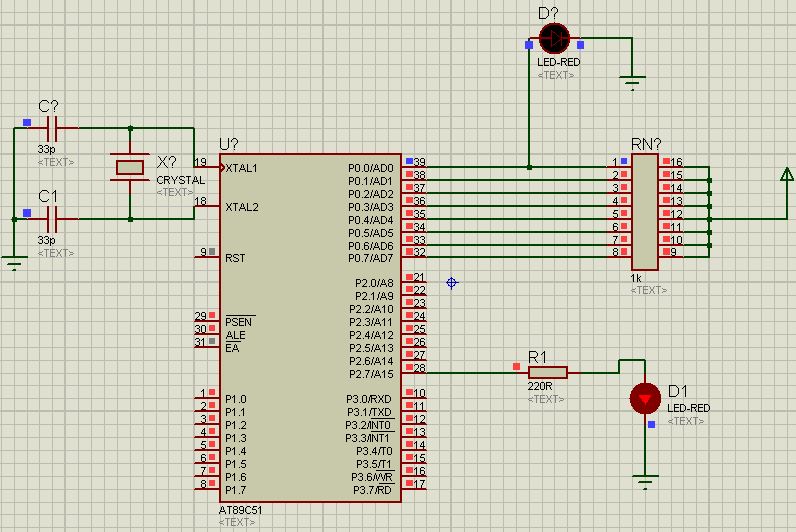 D?
LED-RED
<TEXT>
C?
33p
<TEXT>
X?
CRYSTAL
<TEXT>
C1
33p
<TEXT>
U?
19 XTAL1
18 XTAL2
9 RST
29 PSEN
30 ALE
31 EA
1 P1.0
2 P1.1
3 P1.2
4 P1.3
5 P1.4
6 P1.5
7 P1.6
8 P1.7
P0.0/AD0 39
P0.1/AD1 38
P0.2/AD2 37
P0.3/AD3 36
P0.4/AD4 35
P0.5/AD5 34
P0.6/AD6 33
P0.7/AD7 32
P2.0/A8 21
P2.1/A9 22
P2.2/A10 23
P2.3/A11 24
P2.4/A12 25
P2.5/A13 26
P2.6/A14 27
P2.7/A15 28
P3.0/RXD 10
P3.1/TXD 11
P3.2/INT0 12
P3.3/INT1 13
P3.4/T0 14
P3.5/T1 15
P3.6/WR 16
P3.7/RD 17
AT89C51
<TEXT>
RN?
1 16
2 15
3 14
4 13
5 12
6 11
7 10
8 9
1k
<TEXT>
R1
220R
<TEXT>
D1
LED-RED
<TEXT>